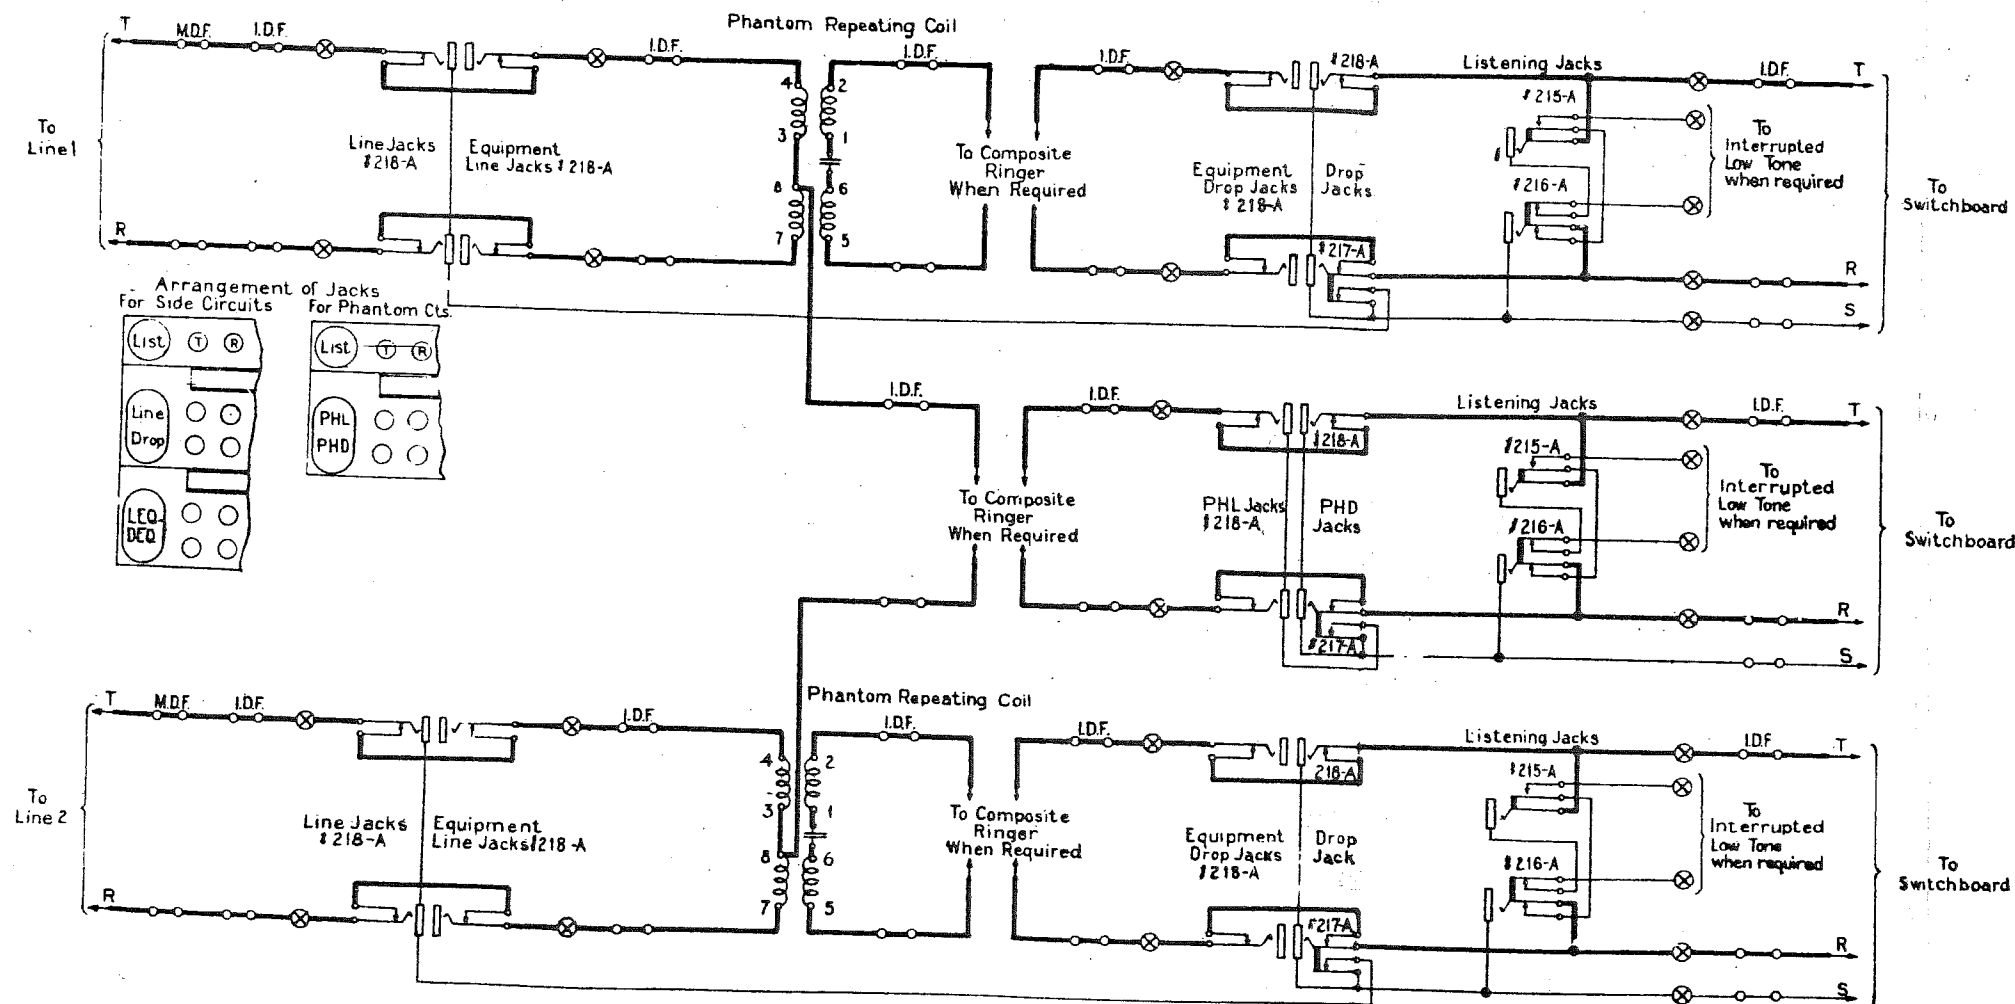 Phantom Repeating Coil
T
M.D.F.
I.D.F.
I.D.F.
I.D.F.
I.D.F.
$218-A
Listening Jacks
I.D.F.
T
4
2
$215-A
To
Line 1
3
1
Line Jacks
$218-A
Equipment
Line Jacks $218-A
To Composite
Ringer
When Required
Equipment
Drop Jacks
$218-A
Drop
Jacks
To
Interrupted
Low Tone
when required
$216-A
To
Switchboard
8
6
R
7
5
$217-A
R
S
Arrangement of Jacks
For Side Circuits
For Phantom Cts.
List
T
R
List
T
R
Line
Drop
PHL
PHD
LEQ-
DEQ
I.D.F.
I.D.F.
Listening Jacks
I.D.F.
T
$218-A
$215-A
To Composite
Ringer
When Required
PHL Jacks
$218-A
PHD
Jacks
To
Interrupted
Low Tone
when required
$216-A
To
Switchboard
R
$217-A
S
Phantom Repeating Coil
T
M.D.F.
I.D.F.
I.D.F.
I.D.F.
I.D.F.
Listening Jacks
I.D.F
T
4
2
218-A
$215-A
To
Line 2
3
1
Line Jacks
$218-A
Equipment
Line Jacks $218-A
To Composite
Ringer
When Required
Equipment
Drop Jacks
$218-A
Drop
Jack
To
Interrupted
Low Tone
when required
$216-A
To
Switchboard
8
6
R
7
5
$217-A
R
S